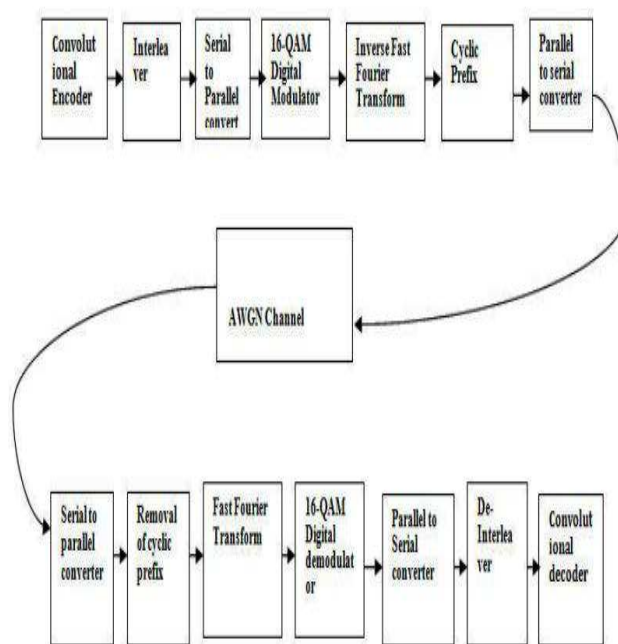 Convolut
ional
Encoder
Interlea
ver
Serial
to
Parallel
convert
16-QAM
Digital
Modulator
Inverse Fast
Fourier
Transform
Cyclic
Prefix
Parallel
to serial
converter
AWGN Channel
Serial to
parallel
converter
Removal
of cyclic
prefix
Fast Fourier
Transform
16-QAM
Digital
demodulat
or
Parallel to
Serial
converter
De-
Interlea
ver
Convolut
ional
decoder